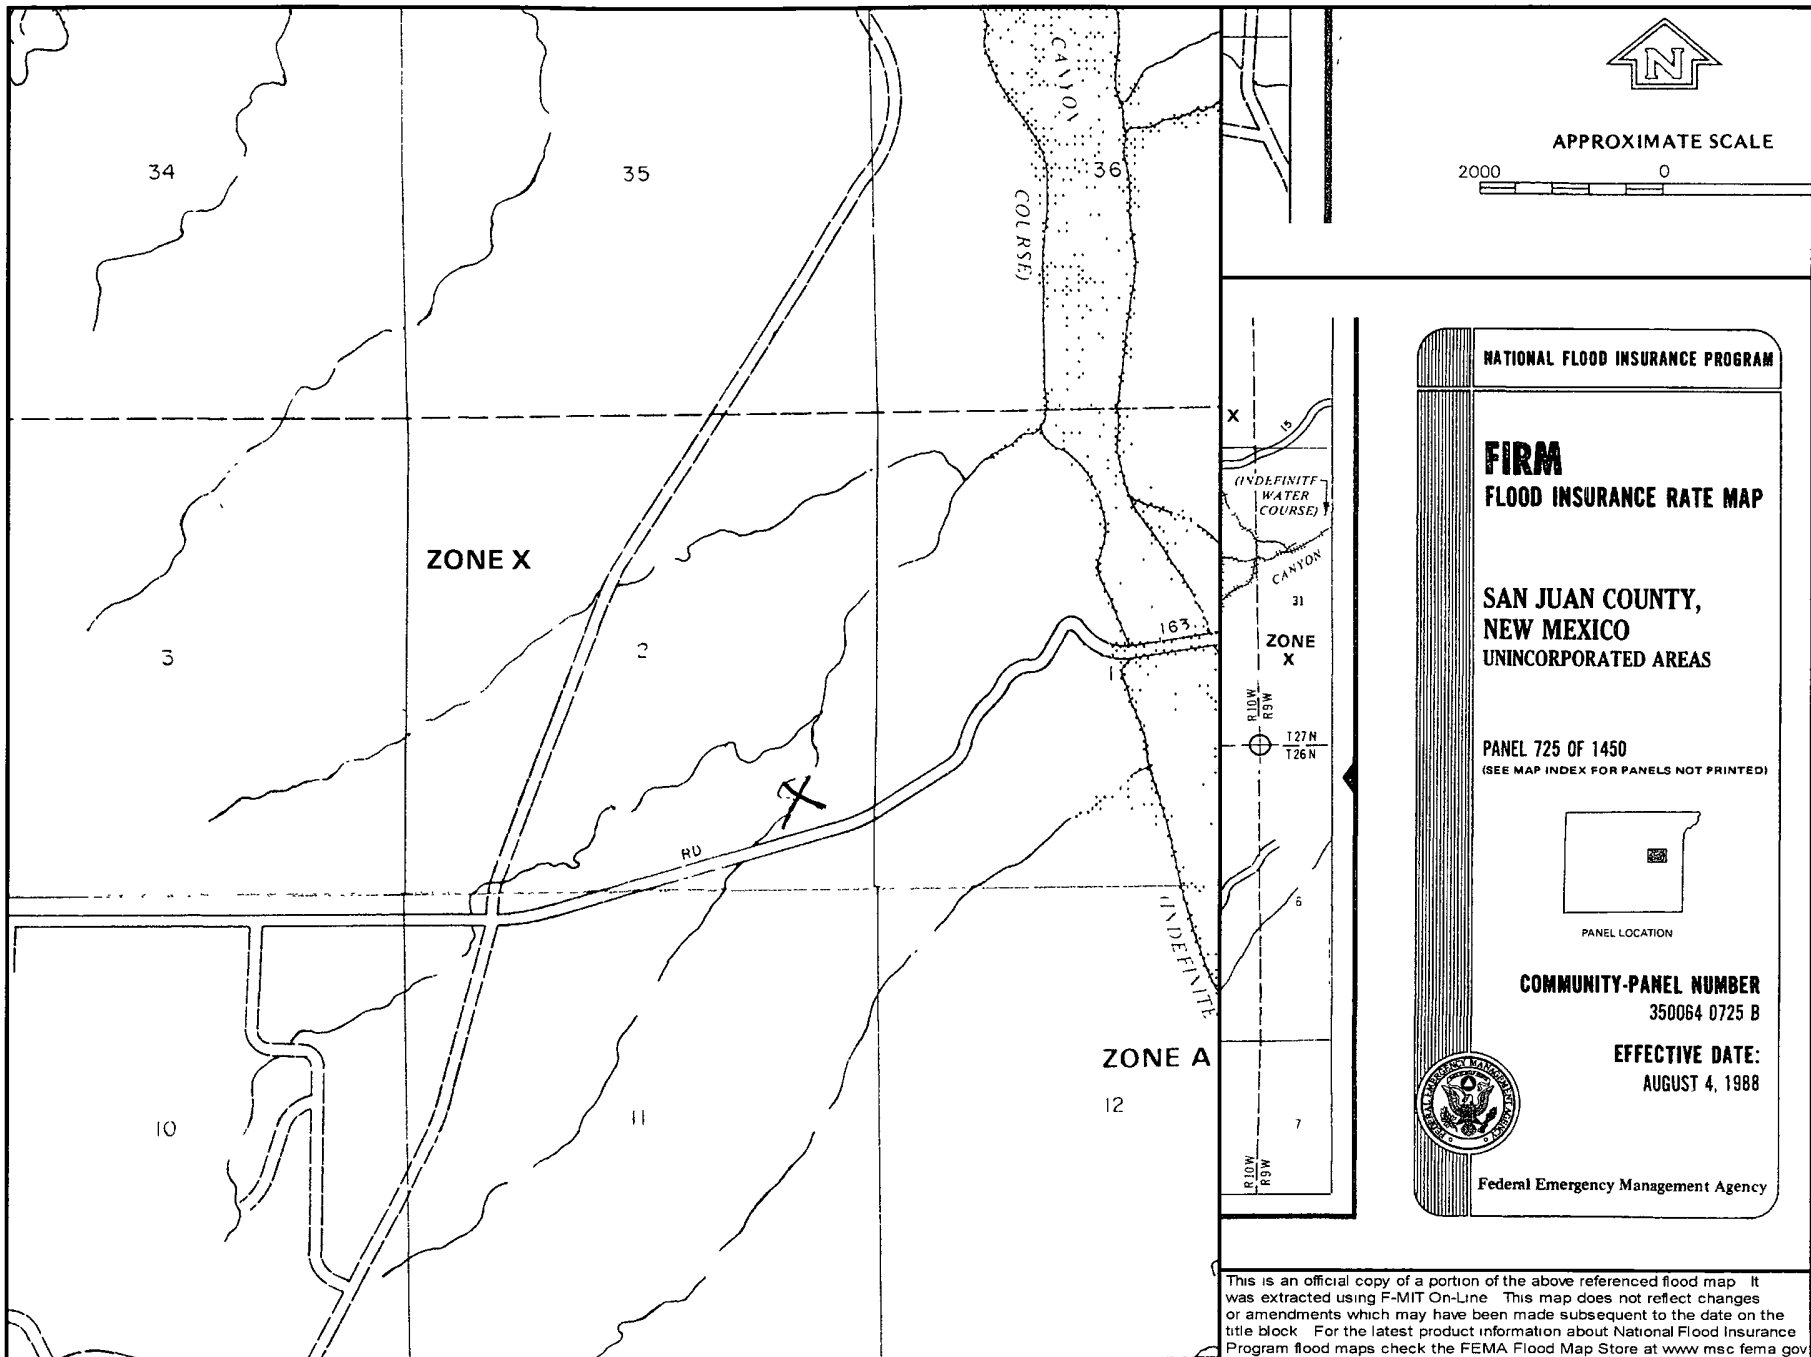 34
35
CANYON
36
COURSE)
ZONE X
3
2
163
1
RD
(INDEFINITE
ZONE A
10
11
12
N
APPROXIMATE SCALE
2000 0
X
15
(INDEFINITE
WATER
COURSE)
CANYON
31
ZONE
X
R10W
R9W
T27N
T26N
6
7
R10W
R9W
NATIONAL FLOOD INSURANCE PROGRAM
FIRM
FLOOD INSURANCE RATE MAP
SAN JUAN COUNTY,
NEW MEXICO
UNINCORPORATED AREAS
PANEL 725 OF 1450
(SEE MAP INDEX FOR PANELS NOT PRINTED)
PANEL LOCATION
COMMUNITY-PANEL NUMBER
350064 0725 B
EFFECTIVE DATE:
AUGUST 4, 1988
FEDERAL EMERGENCY MANAGEMENT AGENCY
Federal Emergency Management Agency
This is an official copy of a portion of the above referenced flood map It
was extracted using F-MIT On-Line This map does not reflect changes
or amendments which may have been made subsequent to the date on the
title block For the latest product information about National Flood Insurance
Program flood maps check the FEMA Flood Map Store at www msc fema gov